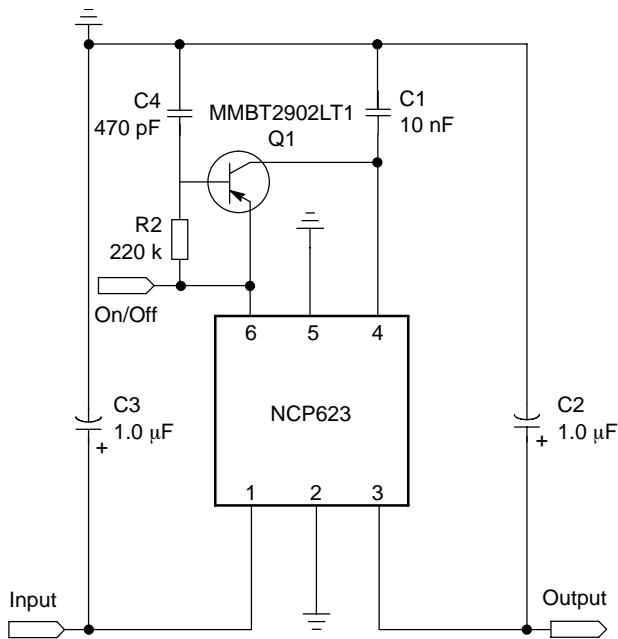 C4
470 pF
MMBT2902LT1
Q1
C1
10 nF
R2
220 k
On/Off
6
5
4
NCP623
C3
1.0 μF
+
C2
1.0 μF
+
1
2
3
Input
Output